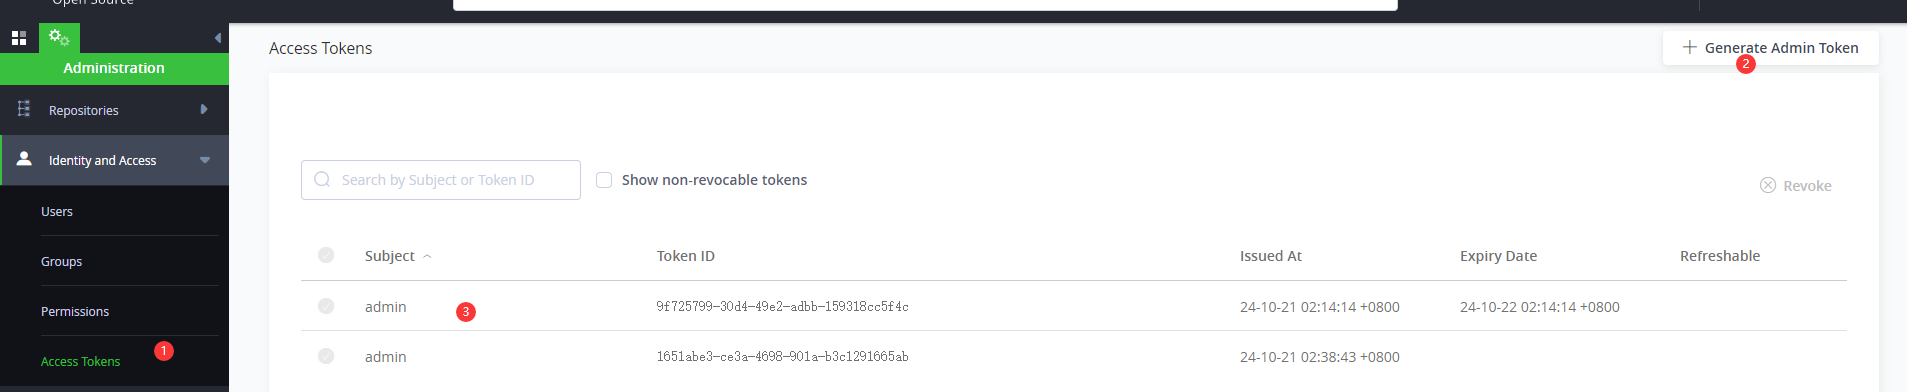 Open Source
Administration
Repositories
Identity and Access
Users
Groups
Permissions
Access Tokens
1
Access Tokens
Generate Admin Token
2
Search by Subject or Token ID
Show non-revocable tokens
Revoke
Subject Token ID Issued At Expiry Date Refreshable
admin 3 9f725799-30d4-49e2-adbb-159318cc5f4c 24-10-21 02:14:14 +0800 24-10-22 02:14:14 +0800
admin 1651abe3-ce3a-4698-901a-b3c1291665ab 24-10-21 02:38:43 +0800